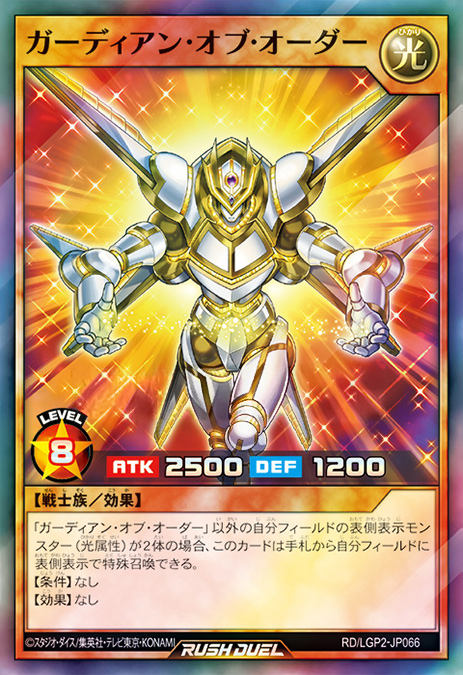 ガーディアン・オブ・オーダー
ひかり
光
LEVEL
8
ATK 2500 DEF 1200
【戦士族/効果】
「ガーディアン・オブ・オーダー」以外の自分フィールドの表側表示モン
スター(光属性)が2体の場合、このカードは手札から自分フィールドに
表側表示で特殊召喚できる。
【条件】なし
【効果】なし
©スタジオ・ダイス/集英社・テレビ東京・KONAMI
RUSH DUEL
RD/LGP2-JP066